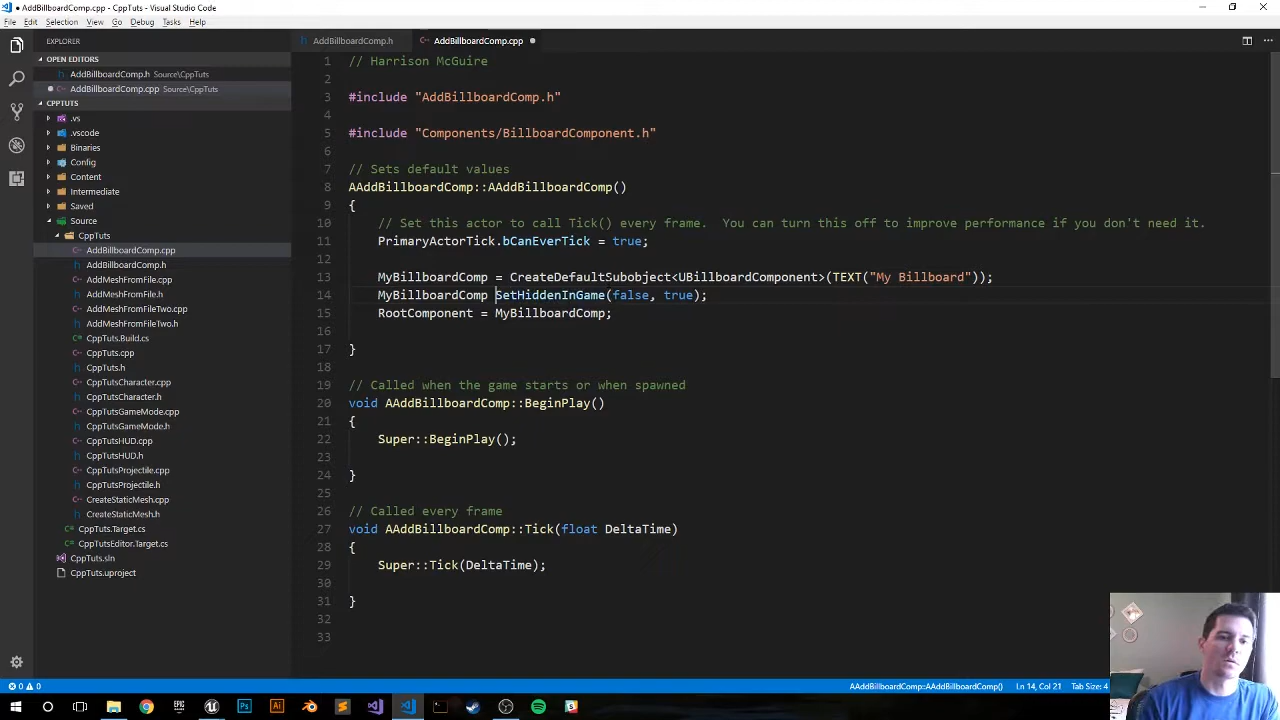 ● AddBillboardComp.cpp - CppTuts - Visual Studio Code
File Edit Selection View Go Debug Tasks Help
EXPLORER
OPEN EDITORS
AddBillboardComp.h Source\CppTuts
● AddBillboardComp.cpp Source\CppTuts
CPPTUTS
.vs
.vscode
Binaries
Config
Content
Intermediate
Saved
Source
CppTuts
AddBillboardComp.cpp
AddBillboardComp.h
AddMeshFromFile.cpp
AddMeshFromFile.h
AddMeshFromFileTwo.cpp
AddMeshFromFileTwo.h
CppTuts.Build.cs
CppTuts.cpp
CppTuts.h
CppTutsCharacter.cpp
CppTutsCharacter.h
CppTutsGameMode.cpp
CppTutsGameMode.h
CppTutsHUD.cpp
CppTutsHUD.h
CppTutsProjectile.cpp
CppTutsProjectile.h
CreateStaticMesh.cpp
CreateStaticMesh.h
CppTuts.Target.cs
CppTutsEditor.Target.cs
CppTuts.sln
CppTuts.uproject
AddBillboardComp.h AddBillboardComp.cpp ●
1 // Harrison McGuire
2
3 #include "AddBillboardComp.h"
4
5 #include "Components/BillboardComponent.h"
6
7 // Sets default values
8 AAddBillboardComp::AAddBillboardComp()
9 {
10 // Set this actor to call Tick() every frame.  You can turn this off to improve performance if you don't need it.
11 PrimaryActorTick.bCanEverTick = true;
12
13 MyBillboardComp = CreateDefaultSubobject<UBillboardComponent>(TEXT("My Billboard"));
14 MyBillboardComp SetHiddenInGame(false, true);
15 RootComponent = MyBillboardComp;
16
17 }
18
19 // Called when the game starts or when spawned
20 void AAddBillboardComp::BeginPlay()
21 {
22 Super::BeginPlay();
23
24 }
25
26 // Called every frame
27 void AAddBillboardComp::Tick(float DeltaTime)
28 {
29 Super::Tick(DeltaTime);
30
31 }
32
33
0 0 AAddBillboardComp::AAddBillboardComp() Ln 14, Col 21 Tab Size: 4